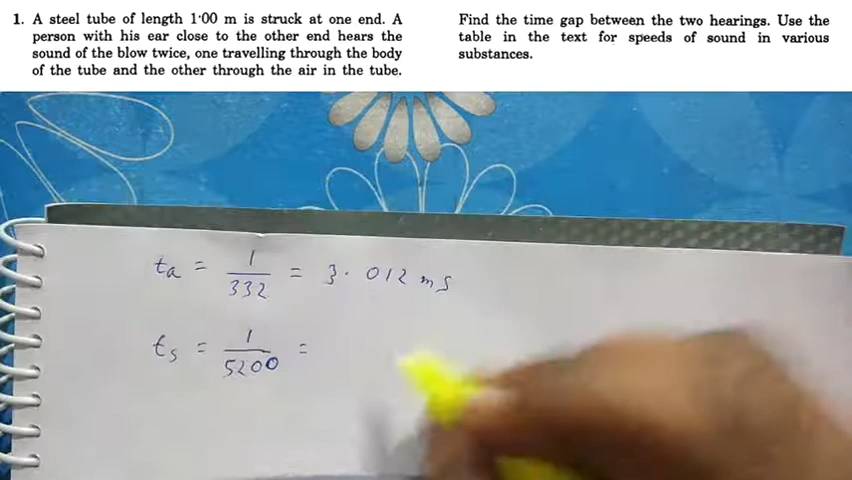 1. A steel tube of length 1·00 m is struck at one end. A
person with his ear close to the other end hears the
sound of the blow twice, one travelling through the body
of the tube and the other through the air in the tube.
Find the time gap between the two hearings. Use the
table in the text for speeds of sound in various
substances.
ta = 1/332 = 3.012 ms
ts = 1/5200 =